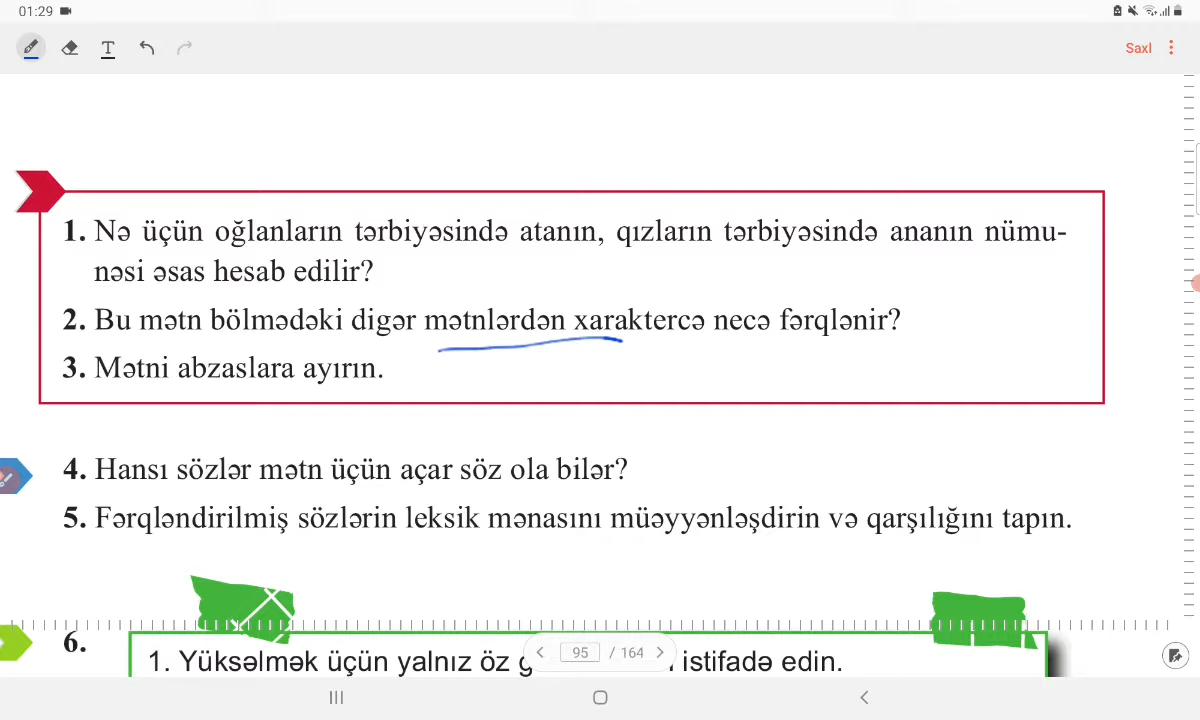 01:29
T
Saxl
1. Nə üçün oğlanların tərbiyəsində atanın, qızların tərbiyəsində ananın nümu-
nəsi əsas hesab edilir?
2. Bu mətn bölmədəki digər mətnlərdən xaraktercə necə fərqlənir?
3. Mətni abzaslara ayırın.
4. Hansı sözlər mətn üçün açar söz ola bilər?
5. Fərqləndirilmiş sözlərin leksik mənasını müəyyənləşdirin və qarşılığını tapın.
6.
1. Yüksəlmək üçün yalnız öz istifadə edin.
95 / 164